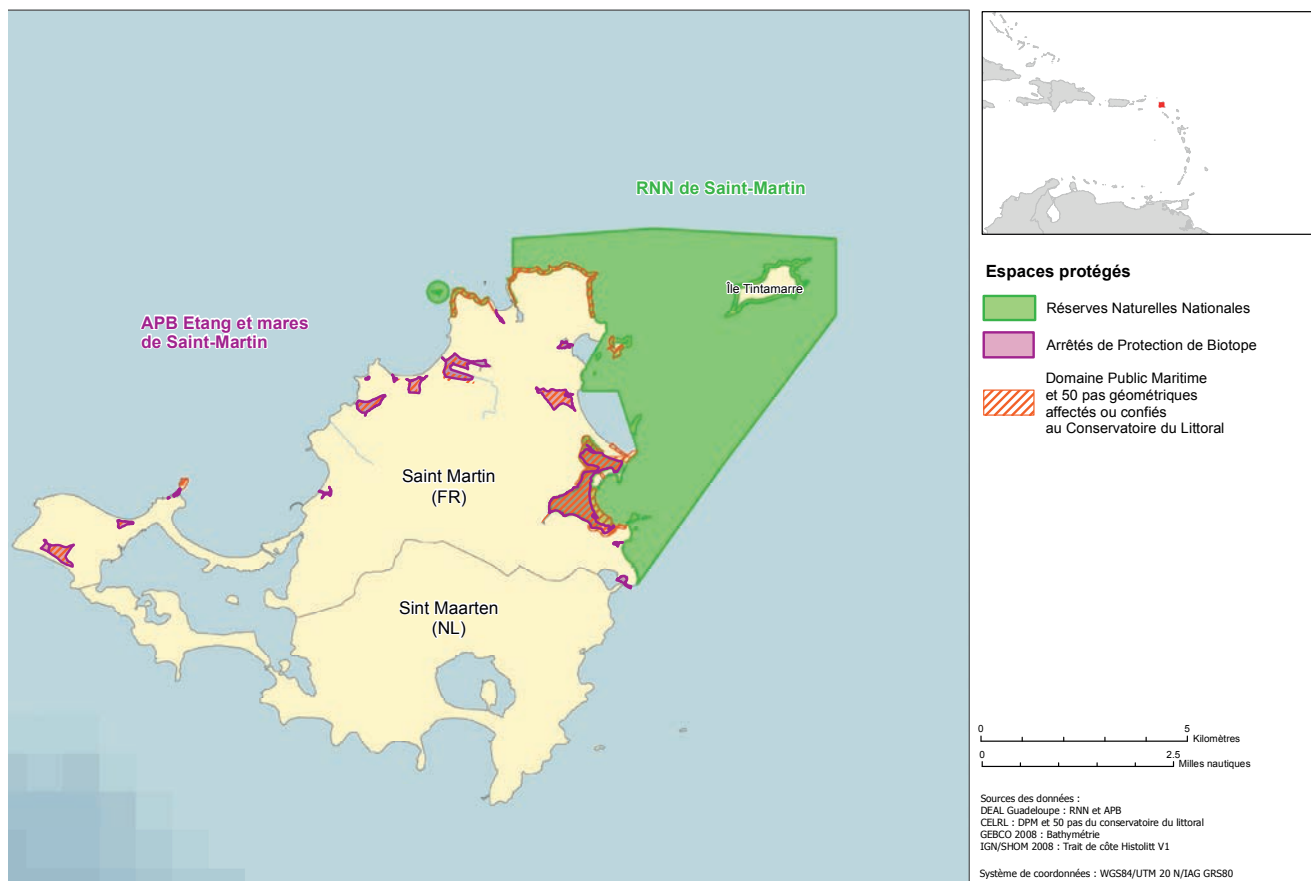 RNN de Saint-Martin
Île Tintamarre
APB Etang et mares
de Saint-Martin
Saint Martin
(FR)
Sint Maarten
(NL)
Espaces protégés
Réserves Naturelles Nationales
Arrêtés de Protection de Biotope
Domaine Public Maritime
et 50 pas géométriques
affectés ou confiés
au Conservatoire du Littoral
0 5 Kilomètres
0 2.5 Milles nautiques
Sources des données :
DEAL Guadeloupe : RNN et APB
CELRL : DPM et 50 pas du conservatoire du littoral
GEBCO 2008 : Bathymétrie
IGN/SHOM 2008 : Trait de côte Histolitt V1
Système de coordonnées : WGS84/UTM 20 N/IAG GRS80